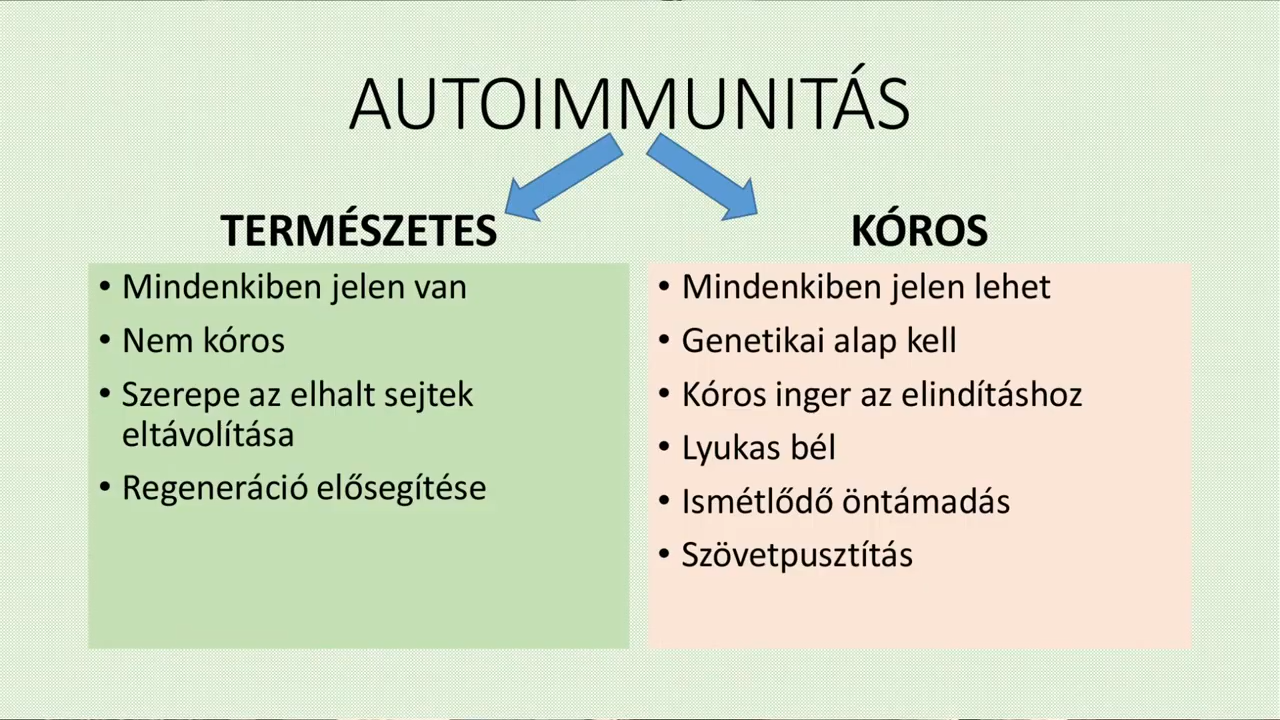 AUTOIMMUNITÁS
TERMÉSZETES
• Mindenkiben jelen van
• Nem kóros
• Szerepe az elhalt sejtek
eltávolítása
• Regeneráció elősegítése
KÓROS
• Mindenkiben jelen lehet
• Genetikai alap kell
• Kóros inger az elindításhoz
• Lyukas bél
• Ismétlődő öntámadás
• Szövetpusztítás